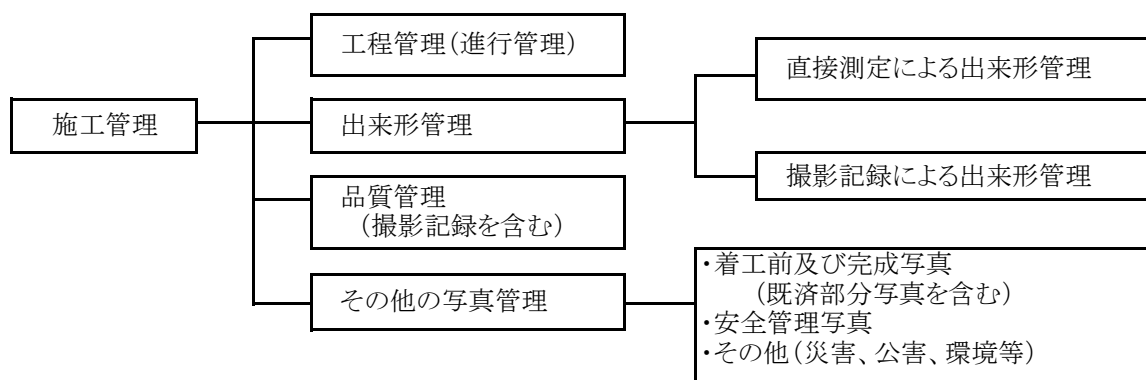 施工管理
工程管理(進行管理)
出来形管理
品質管理
(撮影記録を含む)
その他の写真管理
直接測定による出来形管理
撮影記録による出来形管理
・着工前及び完成写真
(既済部分写真を含む)
・安全管理写真
・その他(災害、公害、環境等)